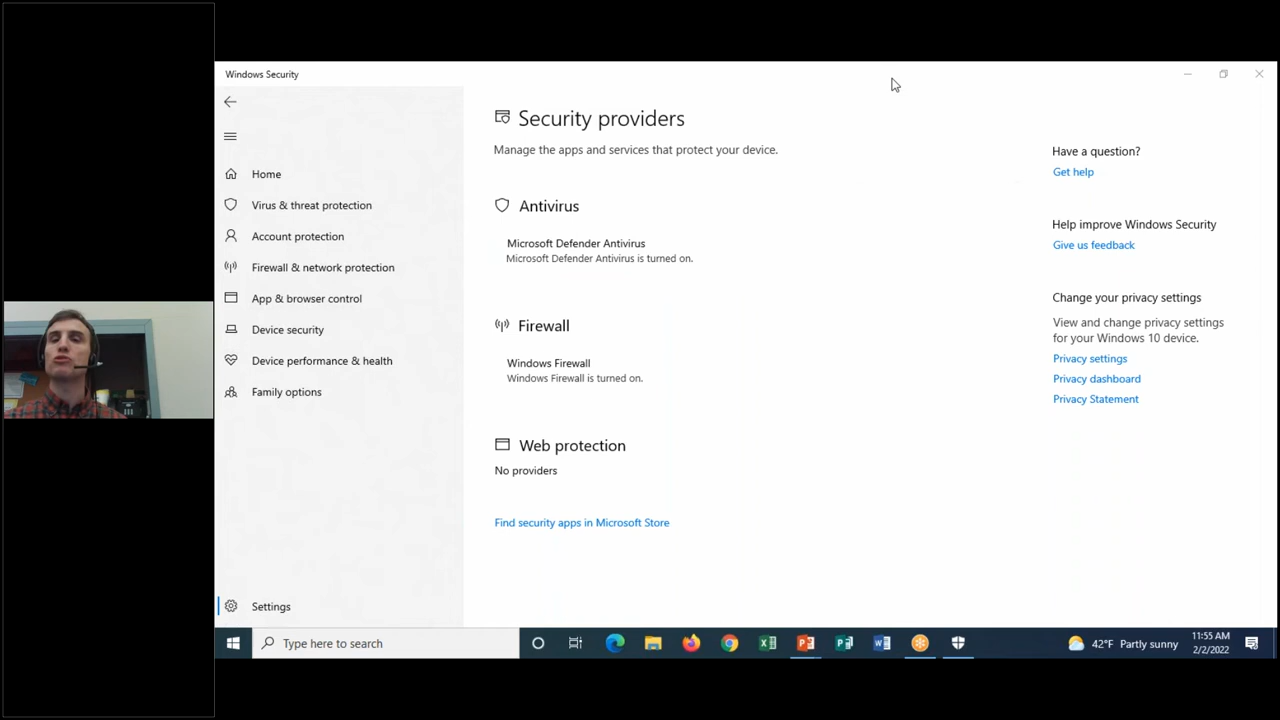 Windows Security
Home
Virus & threat protection
Account protection
Firewall & network protection
App & browser control
Device security
Device performance & health
Family options
Settings
Security providers
Manage the apps and services that protect your device.
Antivirus
Microsoft Defender Antivirus
Microsoft Defender Antivirus is turned on.
Firewall
Windows Firewall
Windows Firewall is turned on.
Web protection
No providers
Find security apps in Microsoft Store
Have a question?
Get help
Help improve Windows Security
Give us feedback
Change your privacy settings
View and change privacy settings
for your Windows 10 device.
Privacy settings
Privacy dashboard
Privacy Statement
Type here to search
42°F Partly sunny
11:55 AM
2/2/2022